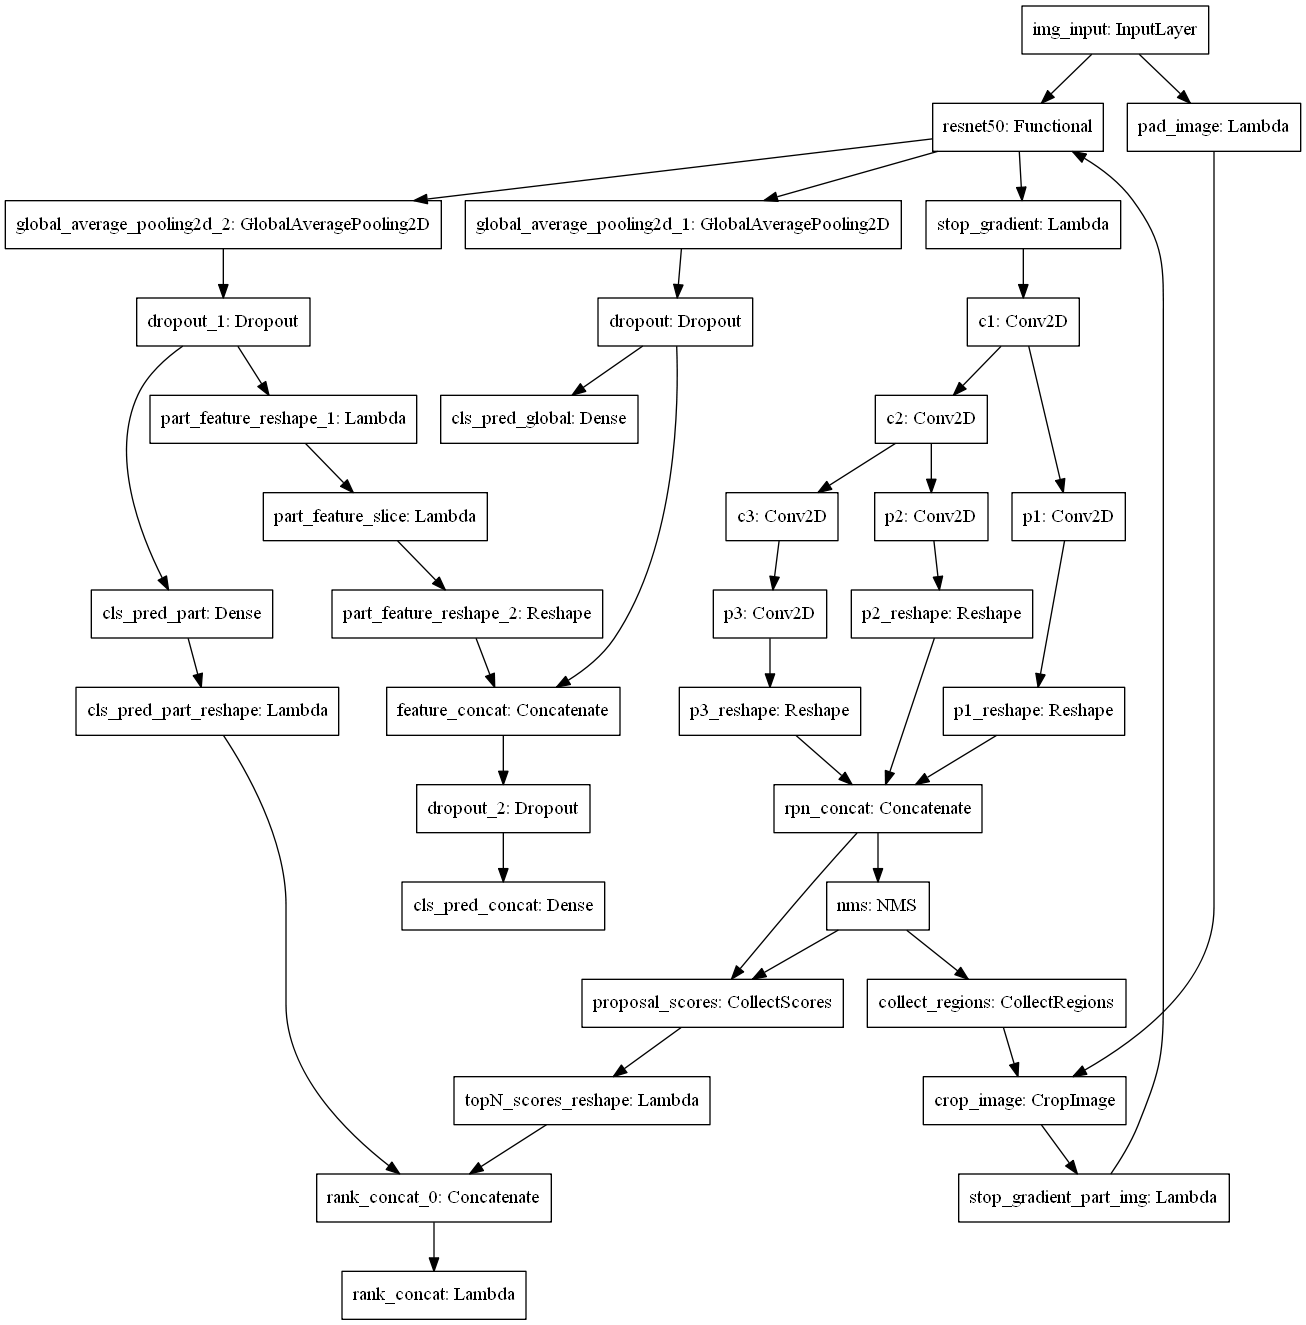 img_input: InputLayer
resnet50: Functional
pad_image: Lambda
global_average_pooling2d_2: GlobalAveragePooling2D
global_average_pooling2d_1: GlobalAveragePooling2D
stop_gradient: Lambda
dropout_1: Dropout
dropout: Dropout
c1: Conv2D
part_feature_reshape_1: Lambda
cls_pred_global: Dense
c2: Conv2D
part_feature_slice: Lambda
c3: Conv2D
p2: Conv2D
p1: Conv2D
cls_pred_part: Dense
part_feature_reshape_2: Reshape
p3: Conv2D
p2_reshape: Reshape
cls_pred_part_reshape: Lambda
feature_concat: Concatenate
p3_reshape: Reshape
p1_reshape: Reshape
dropout_2: Dropout
rpn_concat: Concatenate
cls_pred_concat: Dense
nms: NMS
proposal_scores: CollectScores
collect_regions: CollectRegions
topN_scores_reshape: Lambda
crop_image: CropImage
rank_concat_0: Concatenate
stop_gradient_part_img: Lambda
rank_concat: Lambda